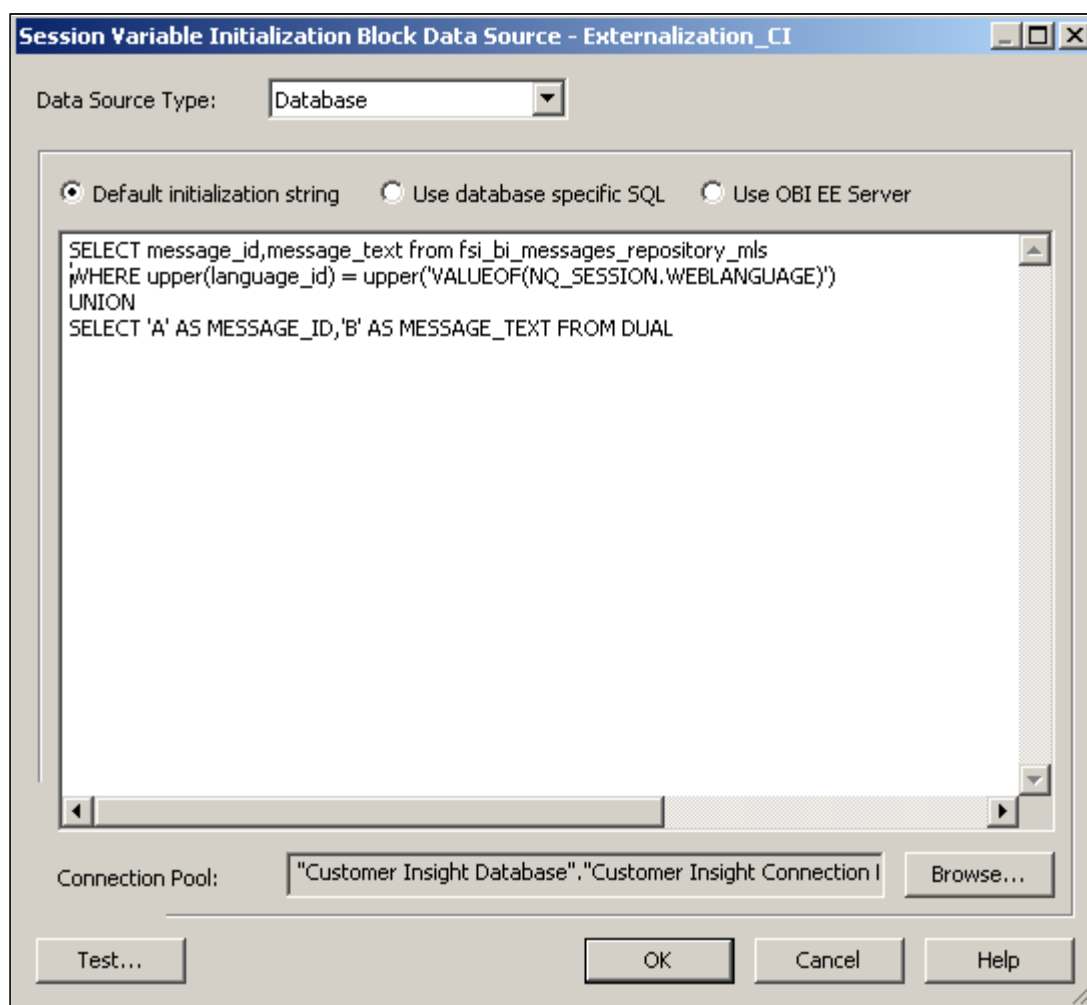 Session Variable Initialization Block Data Source - Externalization_CI
Data Source Type:
Database
Default initialization string
Use database specific SQL
Use OBI EE Server
SELECT message_id,message_text from fsi_bi_messages_repository_mls
WHERE upper(language_id) = upper('VALUEOF(NQ_SESSION.WEBLANGUAGE)')
UNION
SELECT 'A' AS MESSAGE_ID,'B' AS MESSAGE_TEXT FROM DUAL
Connection Pool:
"Customer Insight Database"."Customer Insight Connection
Browse...
Test...
OK
Cancel
Help